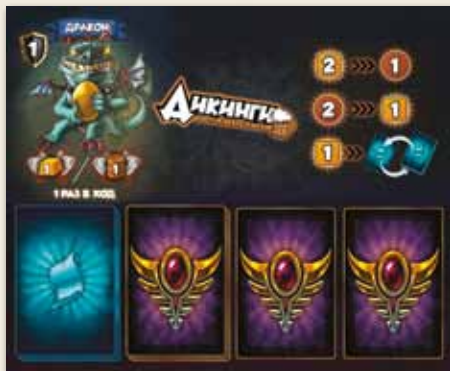 ДРАКОН
1
Дикинги
2 >>> 1
2 >>> 1
1 >>>
1 / 1
1 РАЗ В ХОД